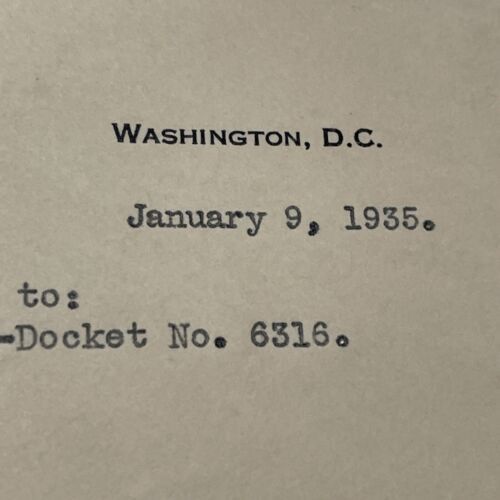 WASHINGTON, D.C.
January 9, 1935.
to:
-Docket No. 6316.